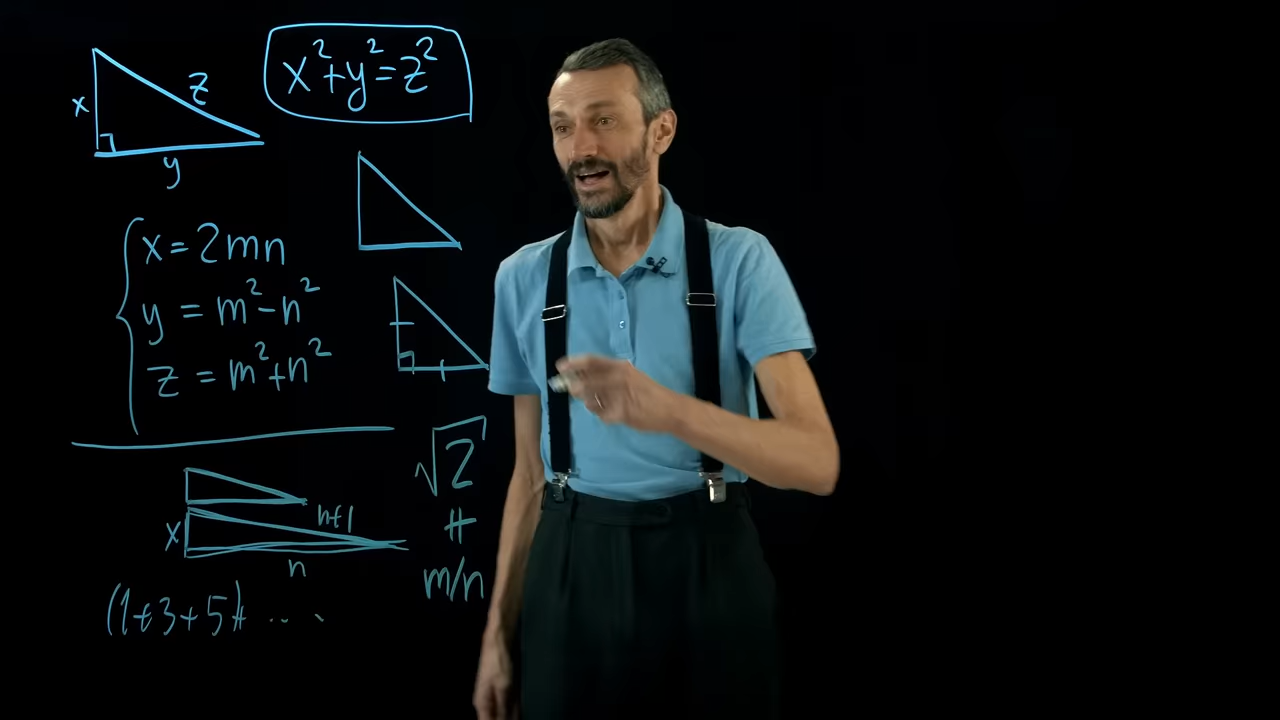 x²+y²=z²
x
z
y
x=2mn
y=m²-n²
z=m²+n²
√2
≠
m/n
n+1
x
n
(1+3+5)+ ....